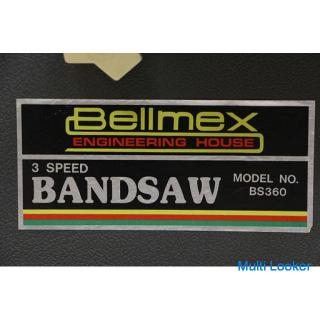 Bellmex
ENGINEERING HOUSE
3 SPEED
BANDSAW
MODEL NO.
BS360
Multi Looker